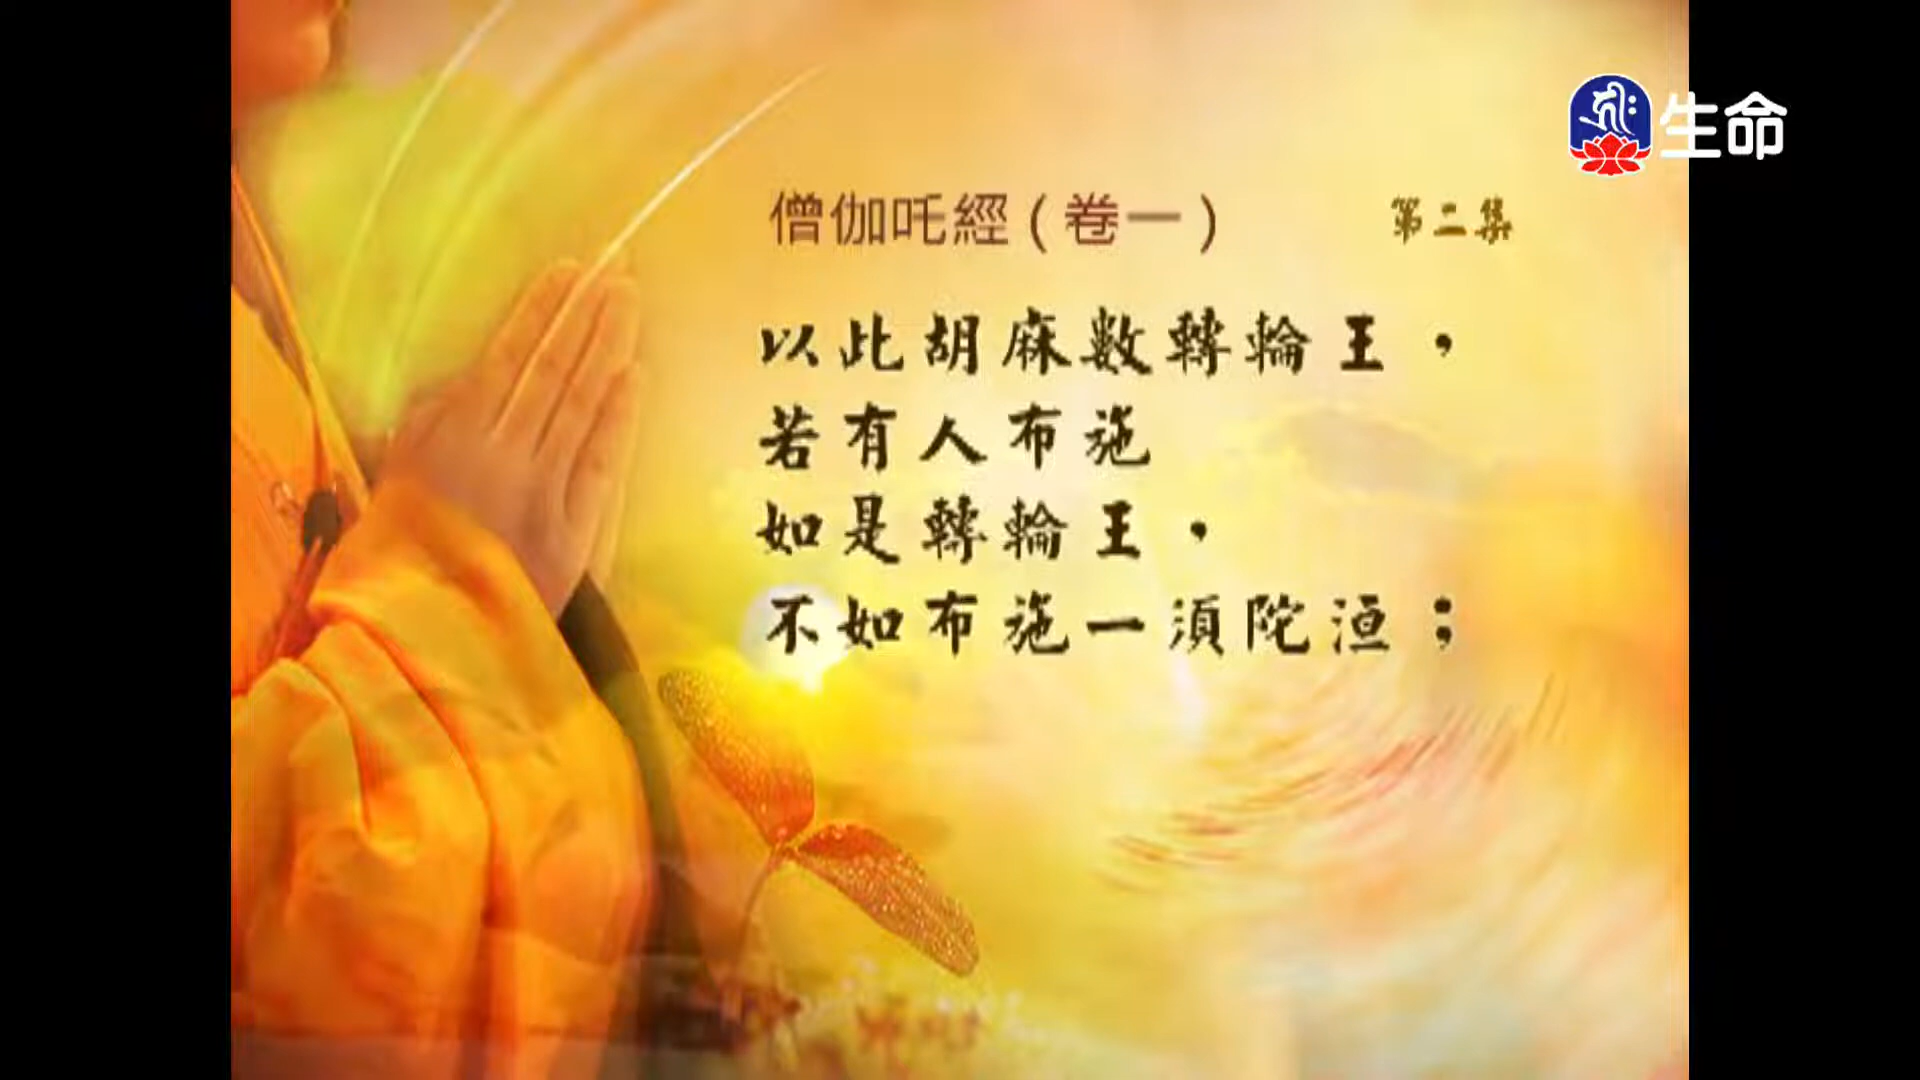 生命
僧伽吒經(卷一) 第二集
以此胡麻數轉輪王，
若有人布施
如是轉輪王，
不如布施一須陀洹；